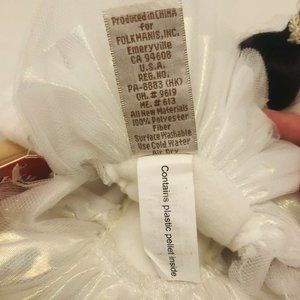 Produced in CHINA
for
FOLKMANIS, INC.
Emeryville
CA 94608
U.S.A.
REG.NO.
PA-8883 (HK)
OH.# 9619
ME.# 613
All New Materials
100% Polyester
Fiber
Surface Washable
Use Cold Water
Air Dry
Contains plastic pellet inside.